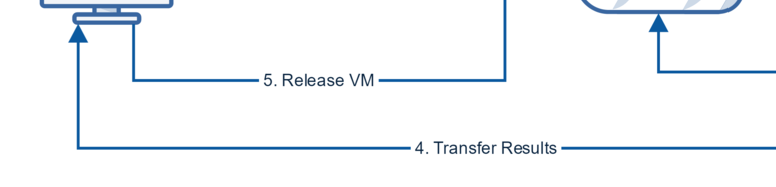 5. Release VM
4. Transfer Results